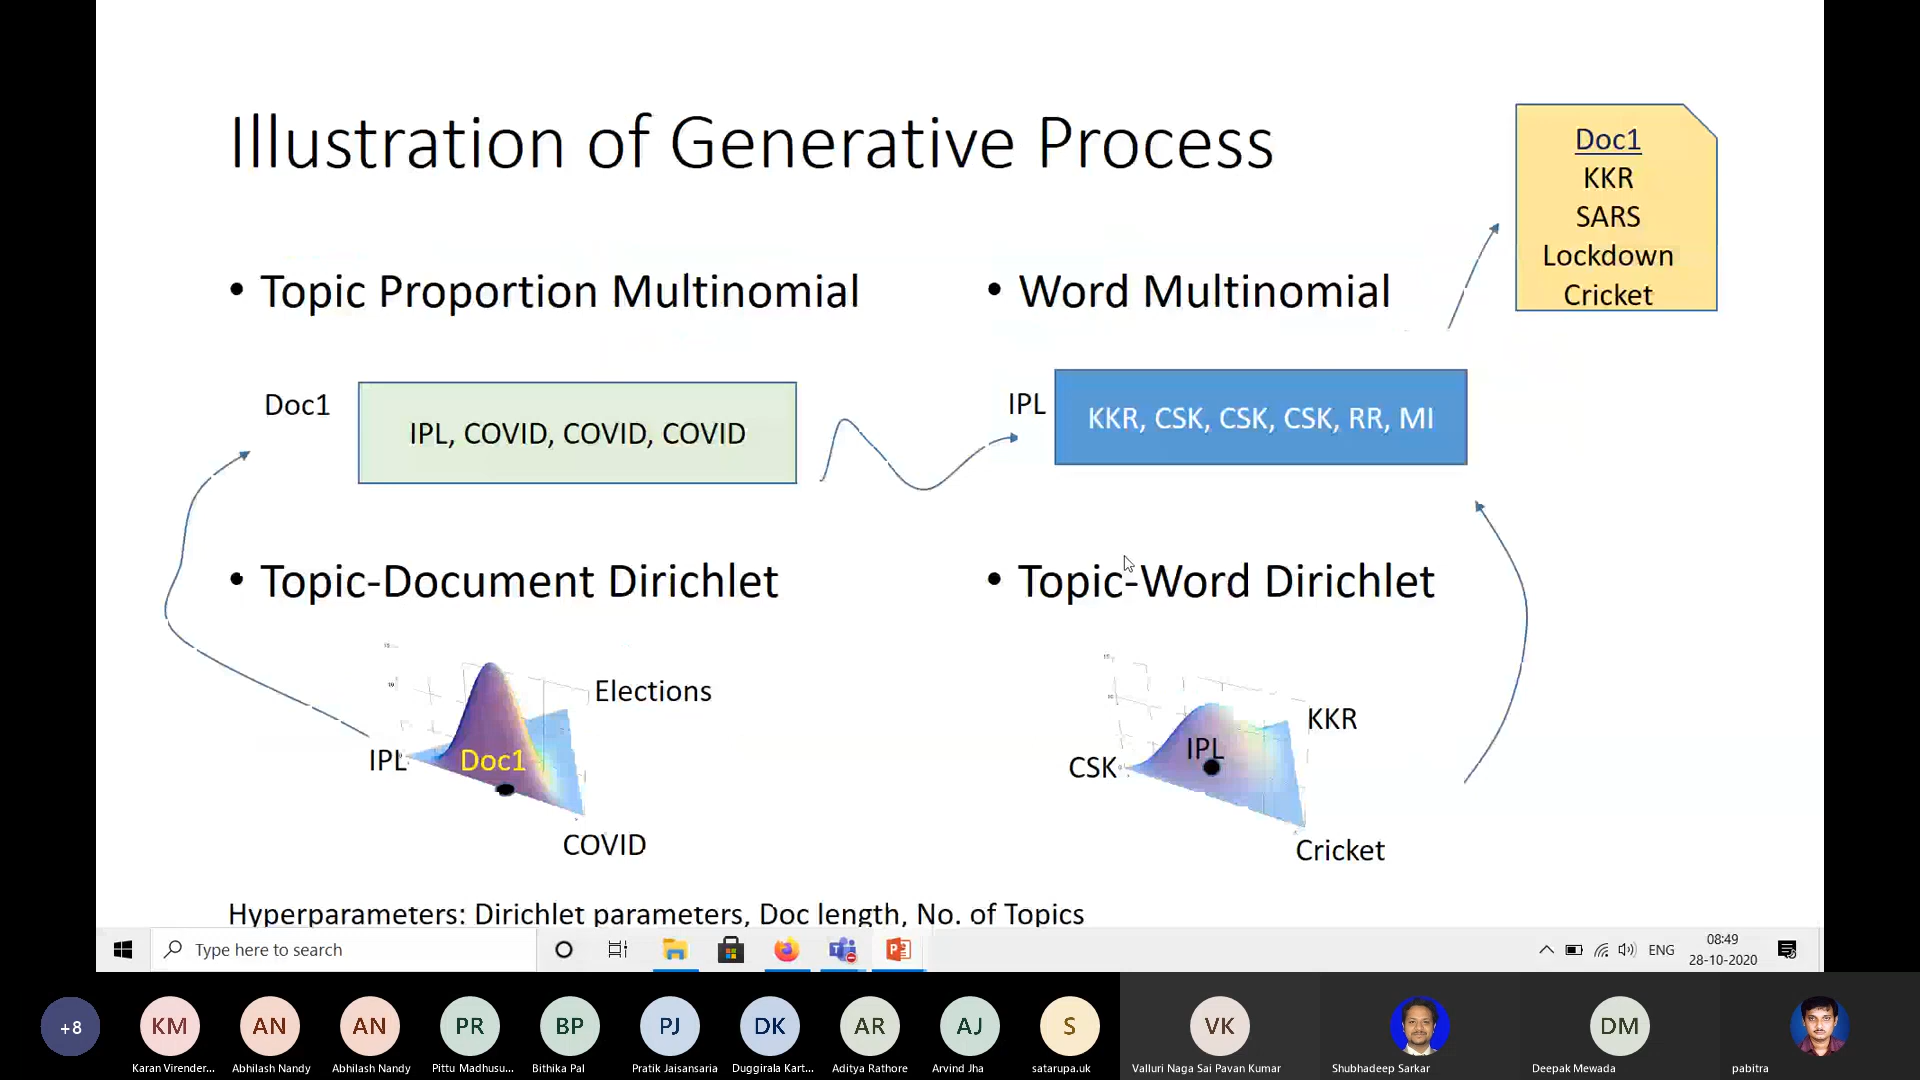 Illustration of Generative Process
Doc1
KKR
SARS
Lockdown
Cricket
• Topic Proportion Multinomial
• Word Multinomial
Doc1
IPL, COVID, COVID, COVID
IPL
KKR, CSK, CSK, CSK, RR, MI
• Topic-Document Dirichlet
• Topic-Word Dirichlet
Elections
IPL
Doc1
COVID
KKR
IPL
CSK
Cricket
Hyperparameters: Dirichlet parameters, Doc length, No. of Topics
Type here to search
ENG
08:49
28-10-2020
+8
KM
AN
AN
PR
BP
PJ
DK
AR
AJ
S
VK
DM
Karan Virender...
Abhilash Nandy
Abhilash Nandy
Pittu Madhusu...
Bithika Pal
Pratik Jaisansaria
Duggirala Kart...
Aditya Rathore
Arvind Jha
satarupa.uk
Valluri Naga Sai Pavan Kumar
Shubhadeep Sarkar
Deepak Mewada
pabitra